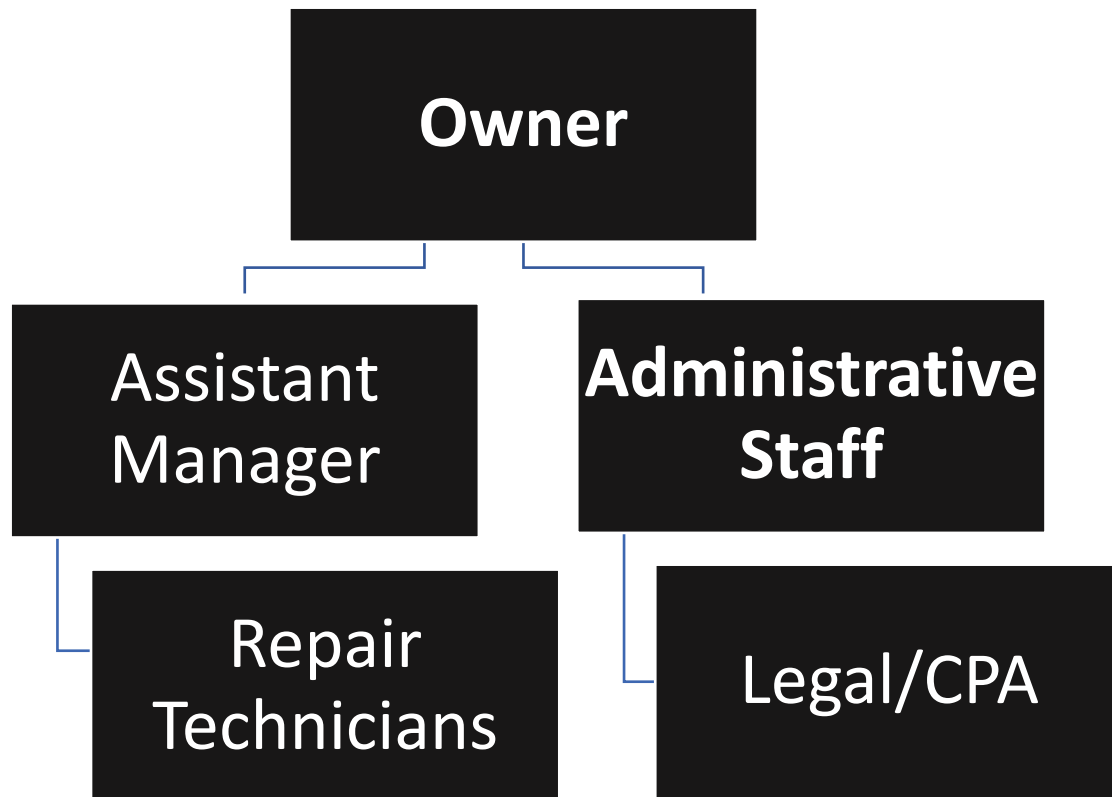 Owner
Assistant
Manager
Administrative
Staff
Repair
Technicians
Legal/CPA